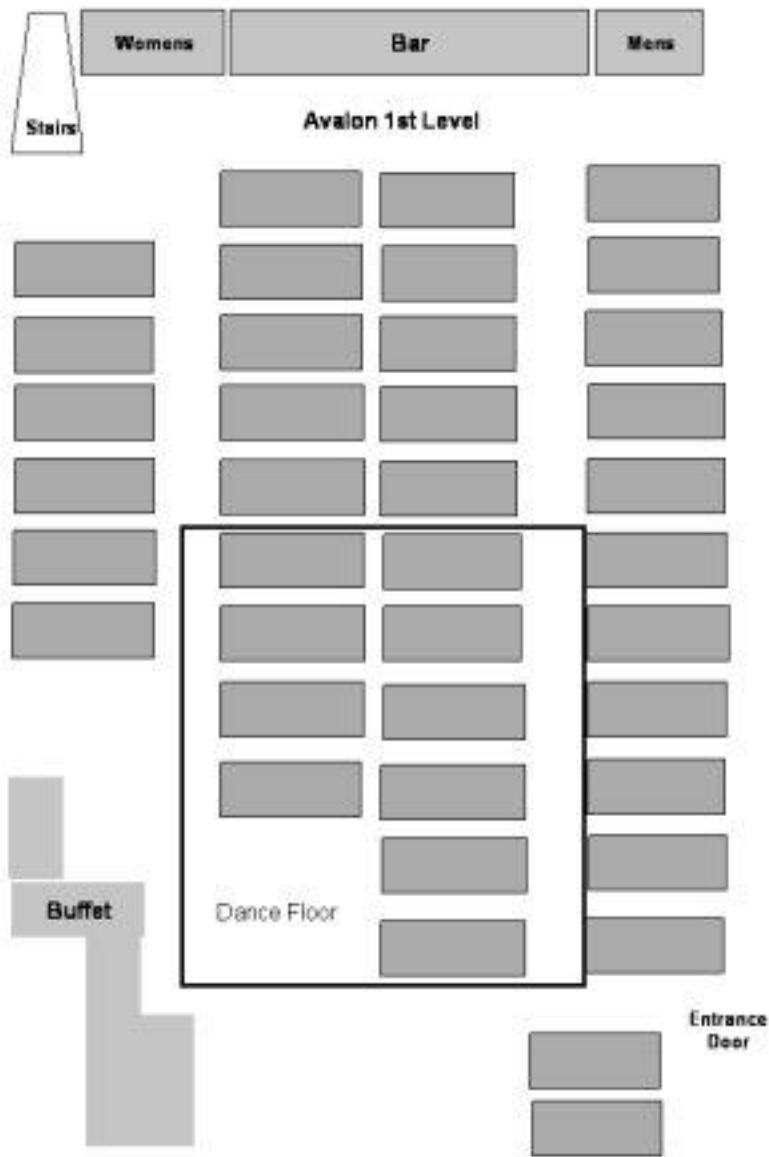 Womens
Bar
Mens
Stairs
Avalon 1st Level
Buffet
Dance Floor
Entrance
Door